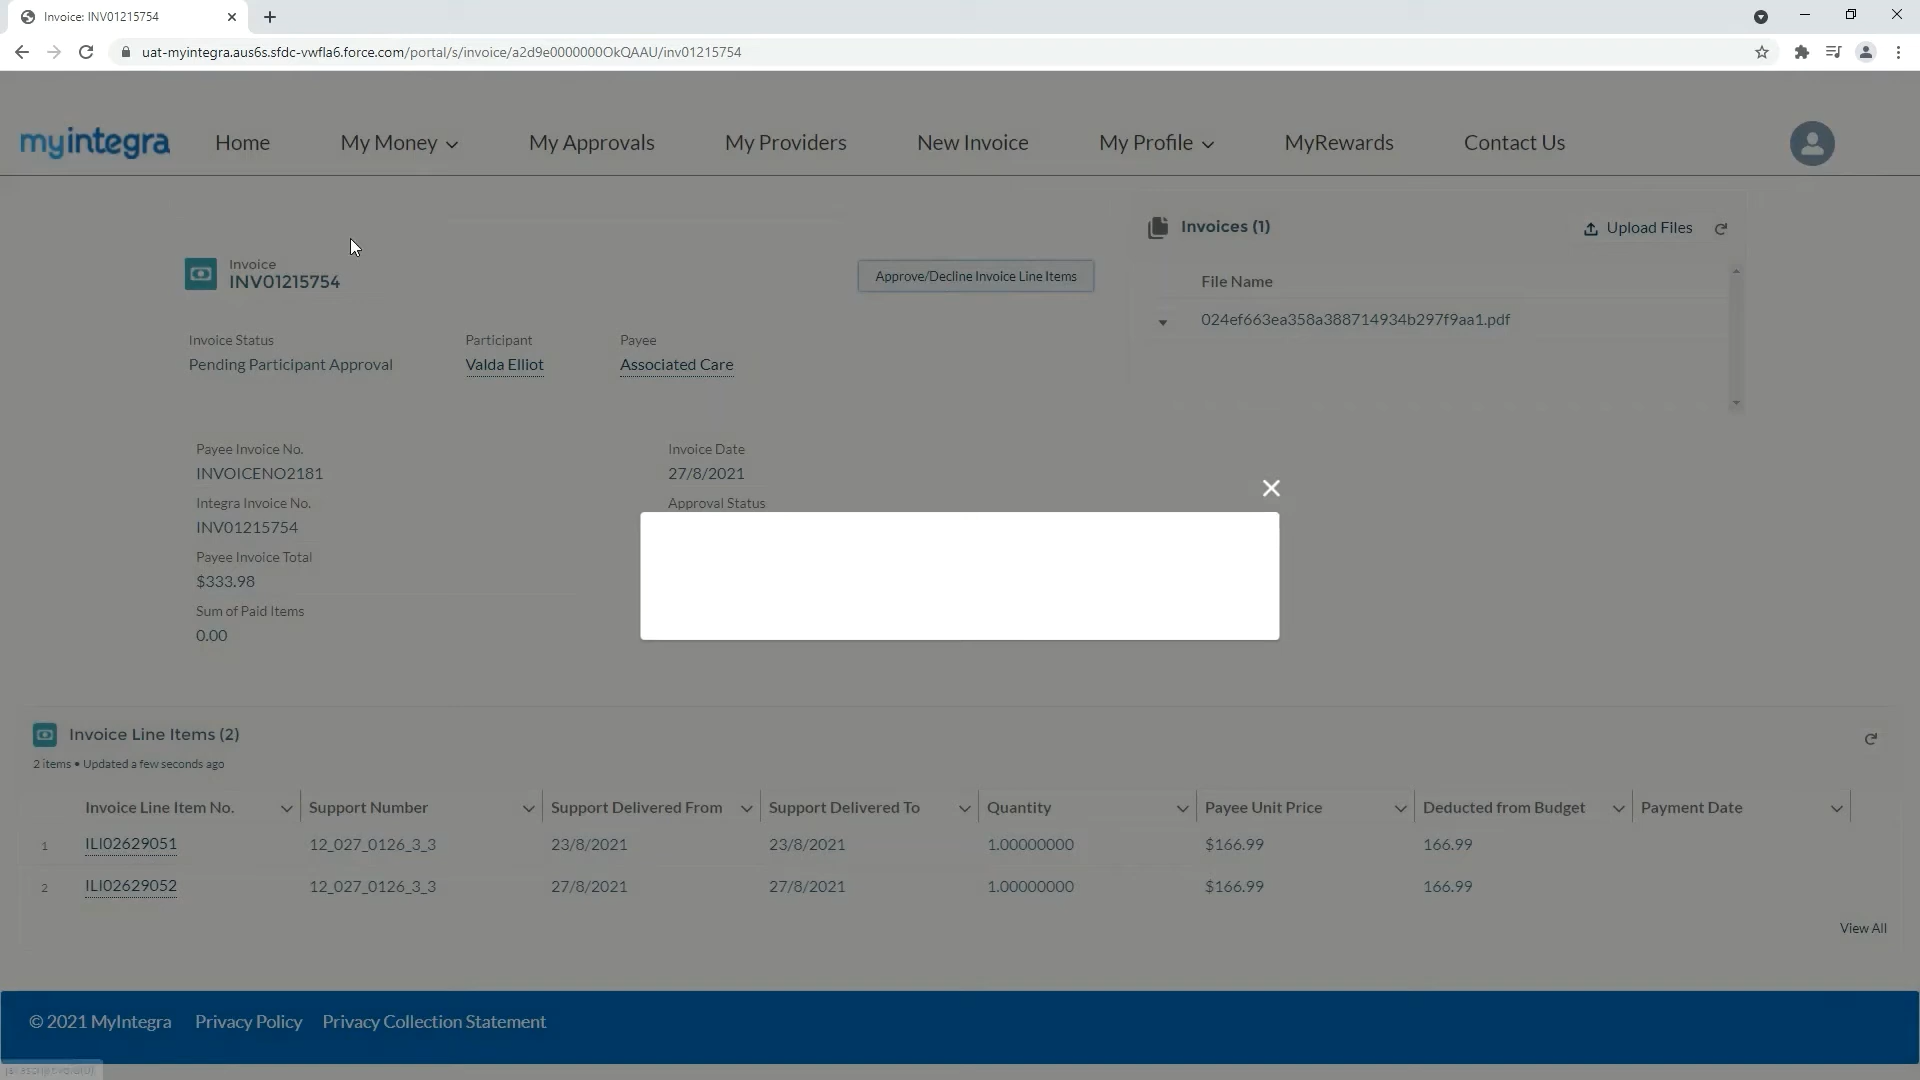 Invoice: INV01215754
uat-myintegra.aus6s.sfdc-vwfla6.force.com/portal/s/invoice/a2d9e0000000OkQAAU/inv01215754
myintegra Home My Money My Approvals My Providers New Invoice My Profile MyRewards Contact Us
Invoice
INV01215754
Approve/Decline Invoice Line Items
Invoice Status Participant Payee
Pending Participant Approval Valda Elliot Associated Care
Invoices (1) Upload Files
File Name
024ef663ea358a388714934b297f9aa1.pdf
Payee Invoice No. Invoice Date
INVOICENO2181 27/8/2021
Integra Invoice No. Approval Status
INV01215754
Payee Invoice Total
$333.98
Sum of Paid Items
0.00
Invoice Line Items (2)
2 items • Updated a few seconds ago
Invoice Line Item No. Support Number Support Delivered From Support Delivered To Quantity Payee Unit Price Deducted from Budget Payment Date
1 ILI02629051 12_027_0126_3_3 23/8/2021 23/8/2021 1.00000000 $166.99 166.99
2 ILI02629052 12_027_0126_3_3 27/8/2021 27/8/2021 1.00000000 $166.99 166.99
View All
© 2021 MyIntegra Privacy Policy Privacy Collection Statement